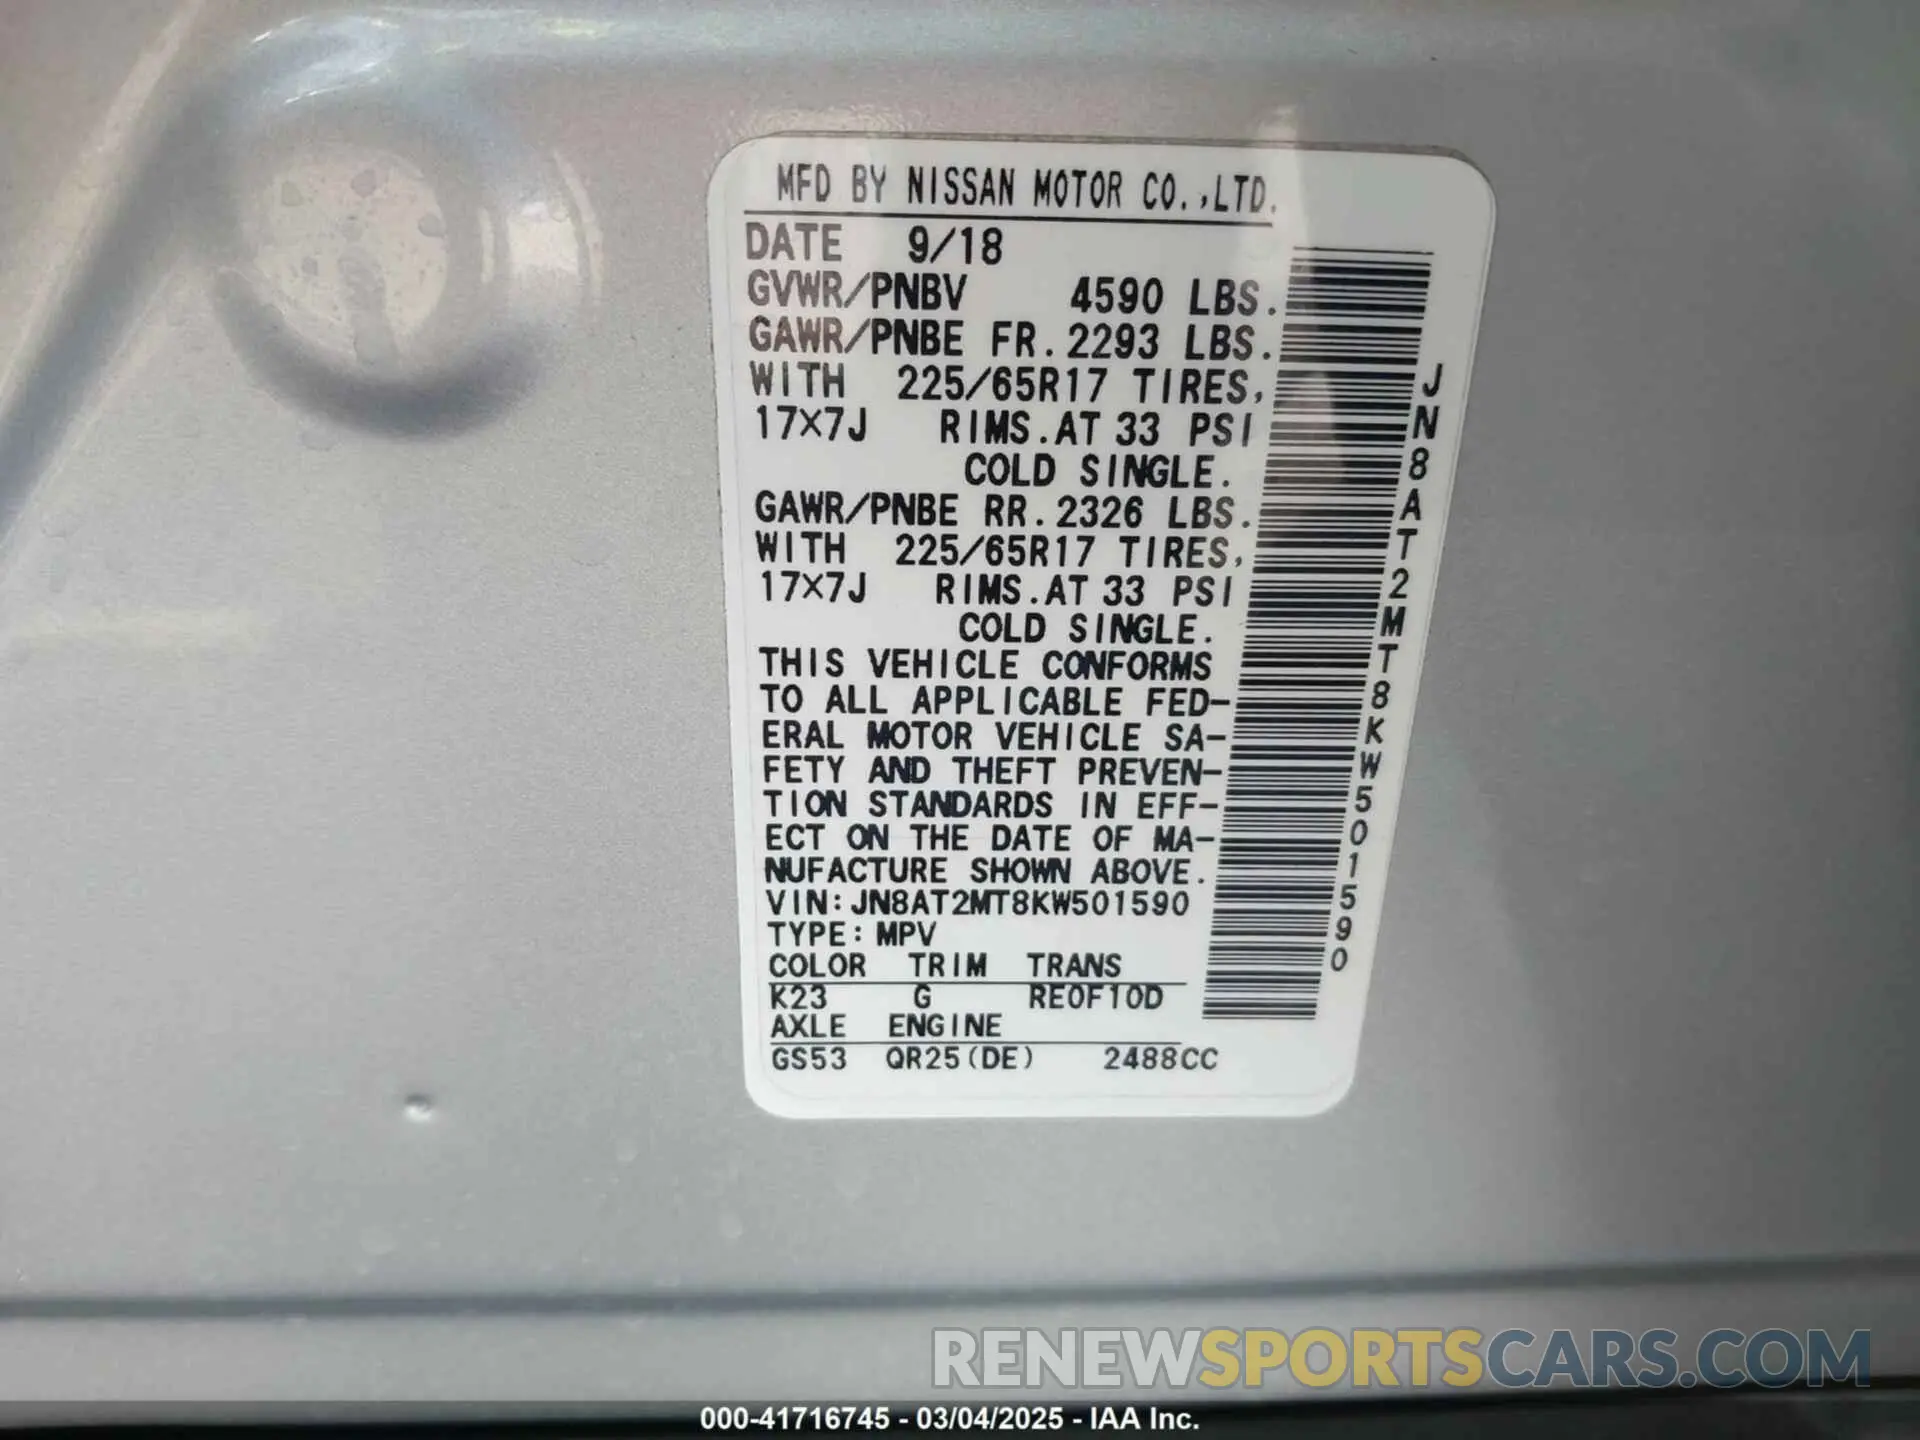 MFD BY NISSAN MOTOR CO.,LTD.
DATE 9/18
GVWR/PNBV 4590 LBS.
GAWR/PNBE FR.2293 LBS.
WITH 225/65R17 TIRES,
17X7J RIMS.AT 33 PSI
COLD SINGLE.
GAWR/PNBE RR.2326 LBS.
WITH 225/65R17 TIRES,
17X7J RIMS.AT 33 PSI
COLD SINGLE.
THIS VEHICLE CONFORMS
TO ALL APPLICABLE FED-
ERAL MOTOR VEHICLE SA-
FETY AND THEFT PREVEN-
TION STANDARDS IN EFF-
ECT ON THE DATE OF MA-
NUFACTURE SHOWN ABOVE.
VIN:JN8AT2MT8KW501590
TYPE:MPV
COLOR TRIM TRANS
K23 G RE0F10D
AXLE ENGINE
GS53 QR25(DE) 2488CC
JN8AT2MT8KW501590
RENEWSPORTSCARS.COM
000-41716745 - 03/04/2025 - IAA Inc.